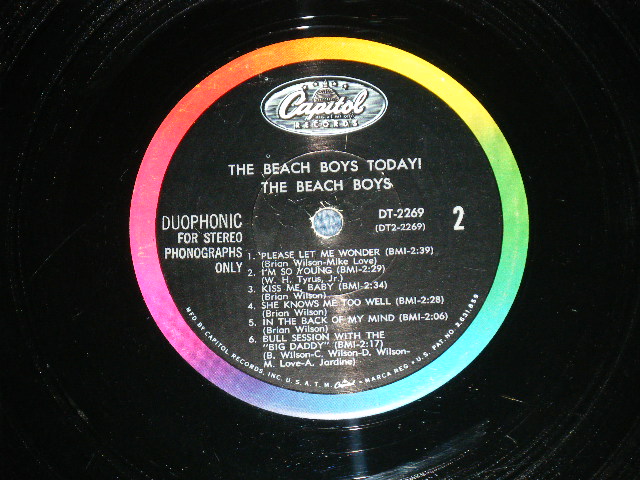 Capitol
RECORDS
THE BEACH BOYS TODAY!
THE BEACH BOYS
DUOPHONIC
FOR STEREO
PHONOGRAPHS
ONLY
DT-2269
(DT2-2269)
2
1. PLEASE LET ME WONDER (BMI-2:39)
(Brian Wilson-Mike Love)
2. I'M SO YOUNG (BMI-2:29)
(W. H. Tyrus, Jr.)
3. KISS ME, BABY (BMI-2:34)
(Brian Wilson)
4. SHE KNOWS ME TOO WELL (BMI-2:28)
(Brian Wilson)
5. IN THE BACK OF MY MIND (BMI-2:06)
(Brian Wilson)
6. BULL SESSION WITH THE
"BIG DADDY" (BMI-2:17)
(B. Wilson-C. Wilson-D. Wilson-
M. Love-A. Jardine)
MFD. BY CAPITOL RECORDS, INC. U.S.A. T.M. Capitol - MARCA REG. • U.S. PAT. NO. 2,631,859